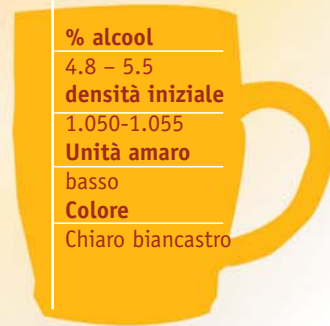 % alcool
4.8 – 5.5
densità iniziale
1.050-1.055
Unità amaro
basso
Colore
Chiaro biancastro